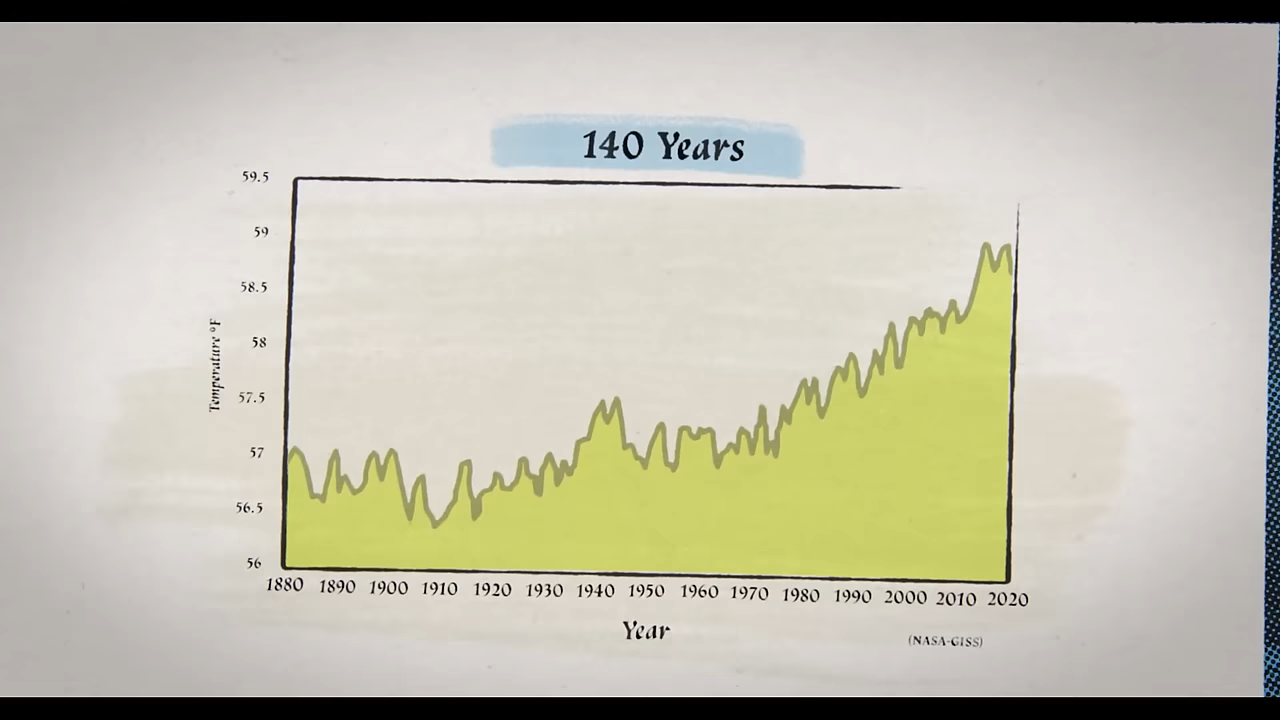 140 Years
59.5
59
58.5
58
57.5
57
56.5
56
Temperature °F
1880 1890 1900 1910 1920 1930 1940 1950 1960 1970 1980 1990 2000 2010 2020
Year
(NASA-GISS)